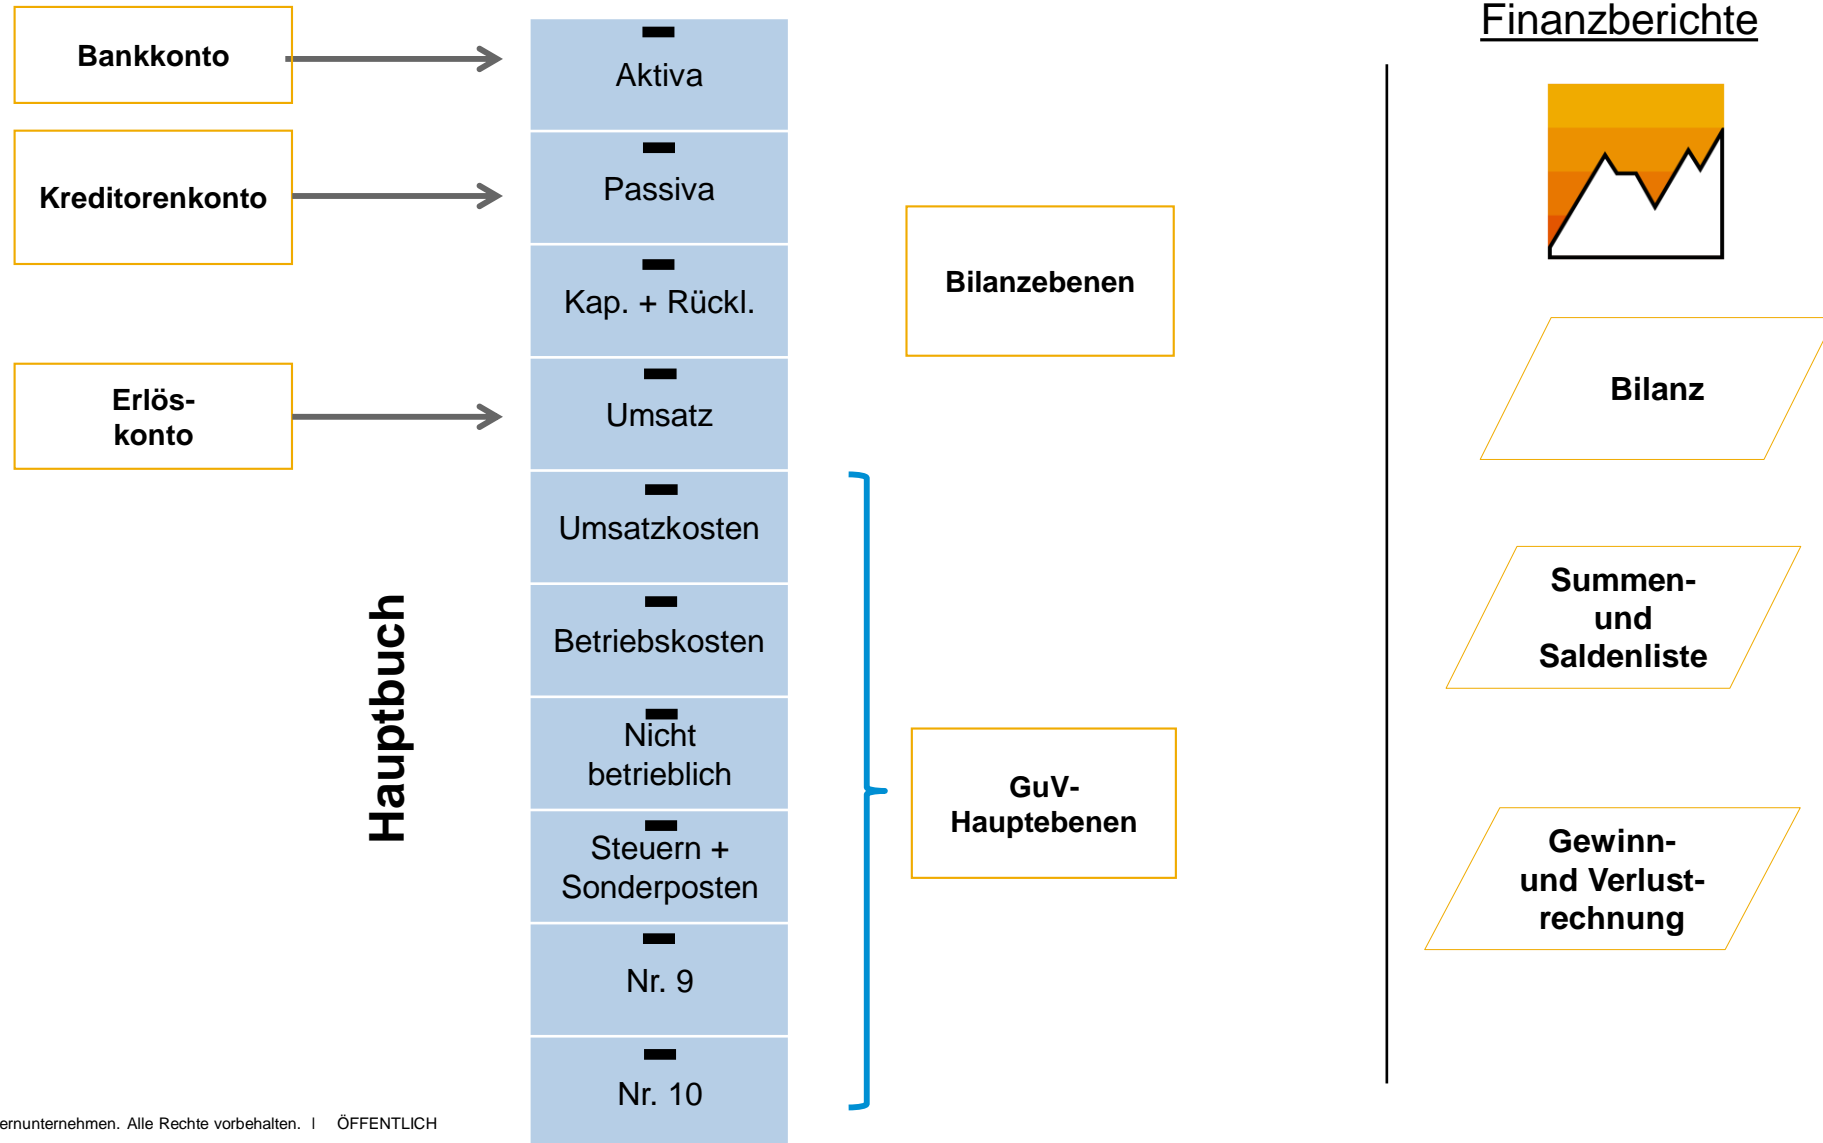 Finanzberichte
Bankkonto
Kreditorenkonto
Erlös-
konto
Hauptbuch
Aktiva
Passiva
Kap. + Rückl.
Umsatz
Umsatzkosten
Betriebskosten
Nicht
betrieblich
Steuern +
Sonderposten
Nr. 9
Nr. 10
Bilanzebenen
GuV-
Hauptebenen
Bilanz
Summen-
und
Saldenliste
Gewinn-
und Verlust-
rechnung
ernunternehmen. Alle Rechte vorbehalten. | ÖFFENTLICH